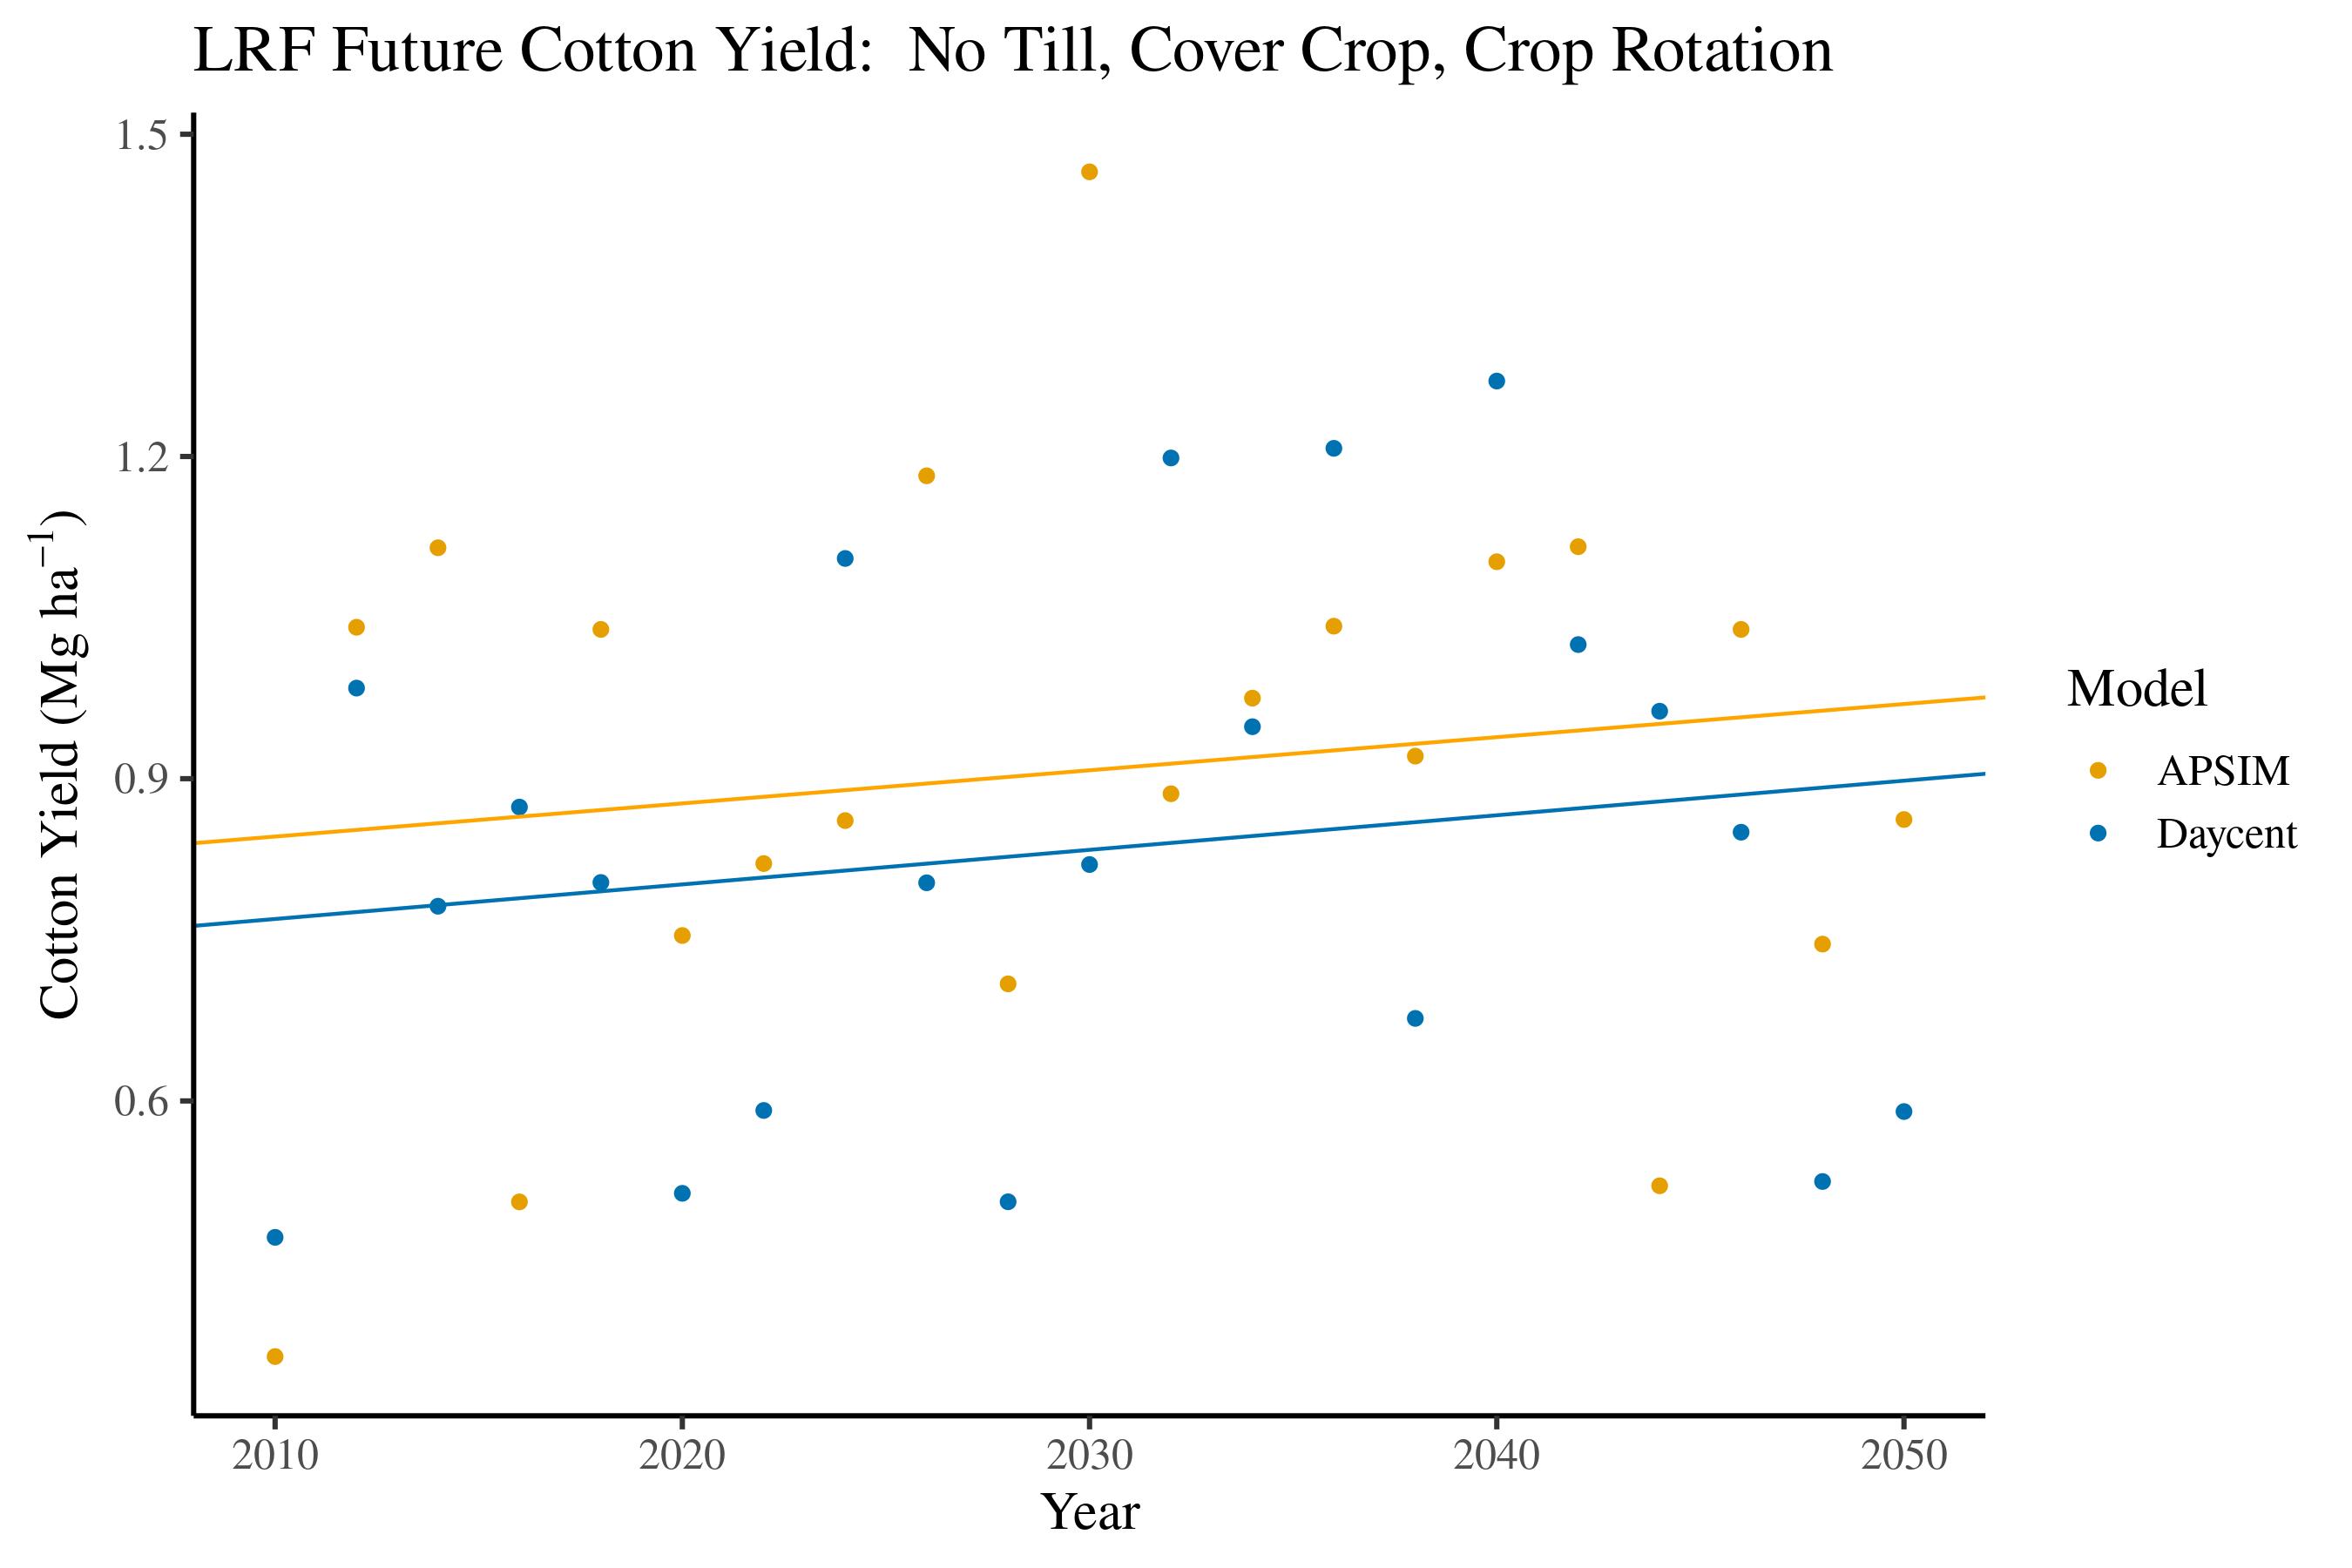 LRF Future Cotton Yield:  No Till, Cover Crop, Crop Rotation
Cotton Yield (Mg ha⁻¹)
1.5
1.2
0.9
0.6
2010 2020 2030 2040 2050
Year
Model
APSIM
Daycent